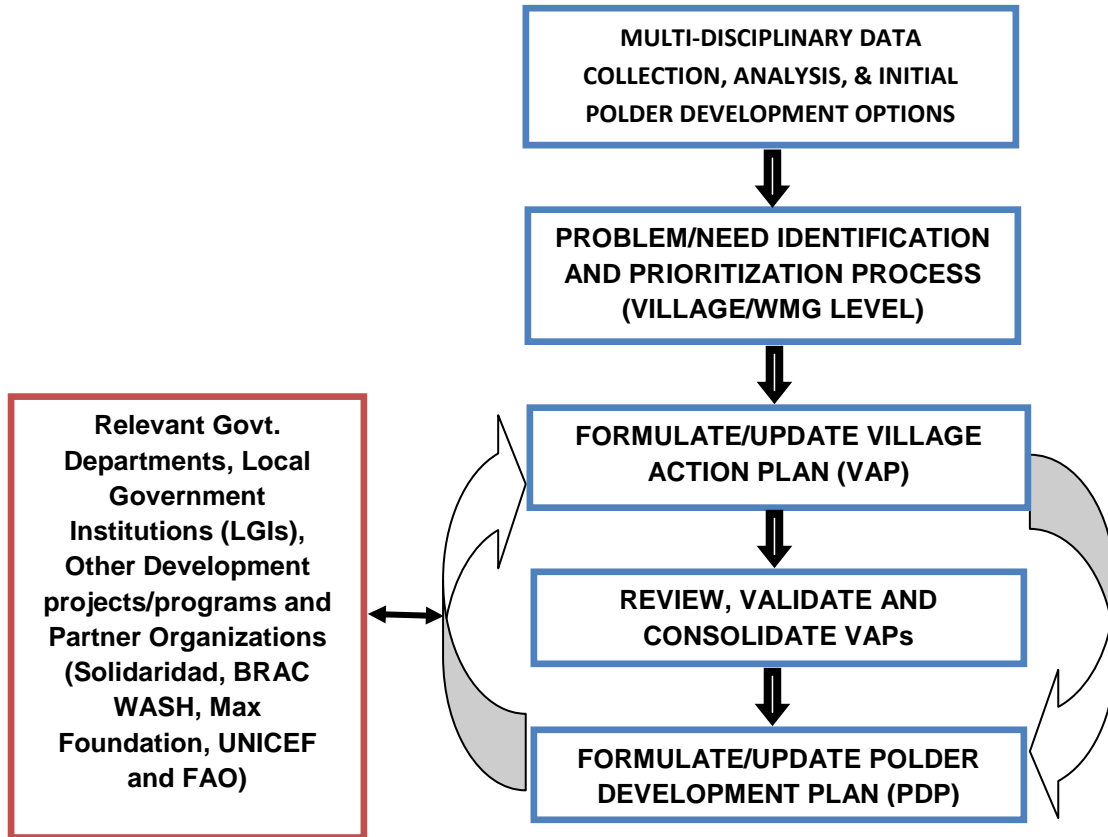 MULTI-DISCIPLINARY DATA
COLLECTION, ANALYSIS, & INITIAL
POLDER DEVELOPMENT OPTIONS
PROBLEM/NEED IDENTIFICATION
AND PRIORITIZATION PROCESS
(VILLAGE/WMG LEVEL)
FORMULATE/UPDATE VILLAGE
ACTION PLAN (VAP)
REVIEW, VALIDATE AND
CONSOLIDATE VAPs
FORMULATE/UPDATE POLDER
DEVELOPMENT PLAN (PDP)
Relevant Govt.
Departments, Local
Government
Institutions (LGIs),
Other Development
projects/programs and
Partner Organizations
(Solidaridad, BRAC
WASH, Max
Foundation, UNICEF
and FAO)